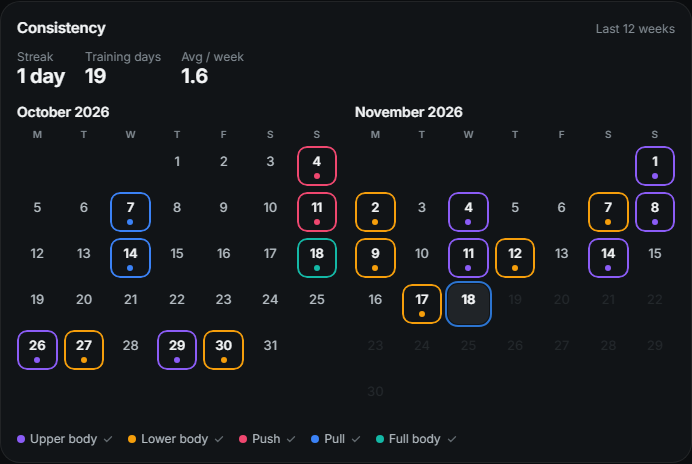 Consistency Last 12 weeks
Streak Training days Avg / week
1 day 19 1.6
October 2026
M T W T F S S
1 2 3 4
5 6 7 8 9 10 11
12 13 14 15 16 17 18
19 20 21 22 23 24 25
26 27 28 29 30 31
November 2026
M T W T F S S
1
2 3 4 5 6 7 8
9 10 11 12 13 14 15
16 17 18 19 20 21 22
23 24 25 26 27 28 29
30
Upper body ✓ Lower body ✓ Push ✓ Pull ✓ Full body ✓